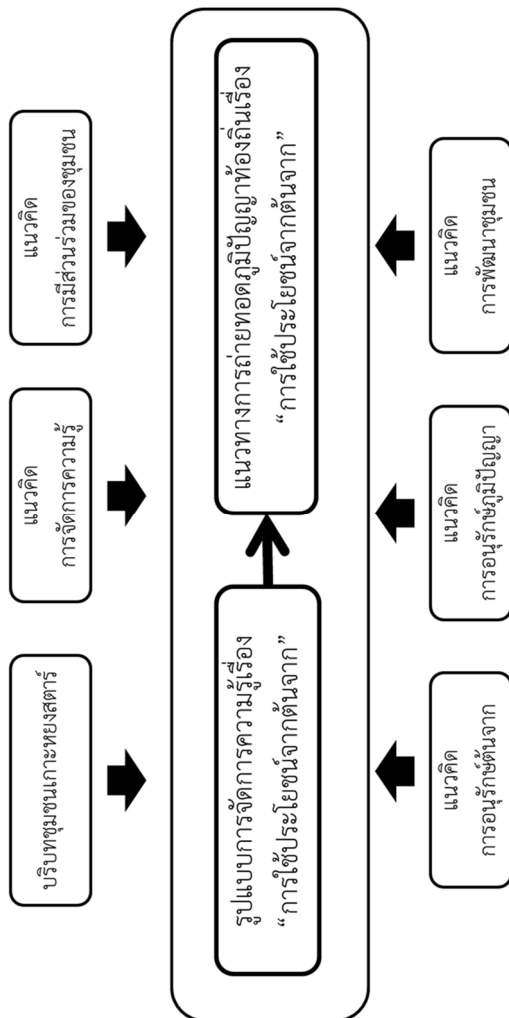 บริบทชุมชนเกาะหยงสตาร์
แนวคิด
การจัดการความรู้
แนวคิด
การมีส่วนร่วมของชุมชน
รูปแบบการจัดการความรู้เรื่อง
“การใช้ประโยชน์จากต้นจาก”
แนวทางการถ่ายทอดภูมิปัญญาท้องถิ่นเรื่อง
“การใช้ประโยชน์จากต้นจาก”
แนวคิด
การอนุรักษ์ต้นจาก
แนวคิด
การอนุรักษ์ภูมิปัญญา
แนวคิด
การพัฒนาชุมชน